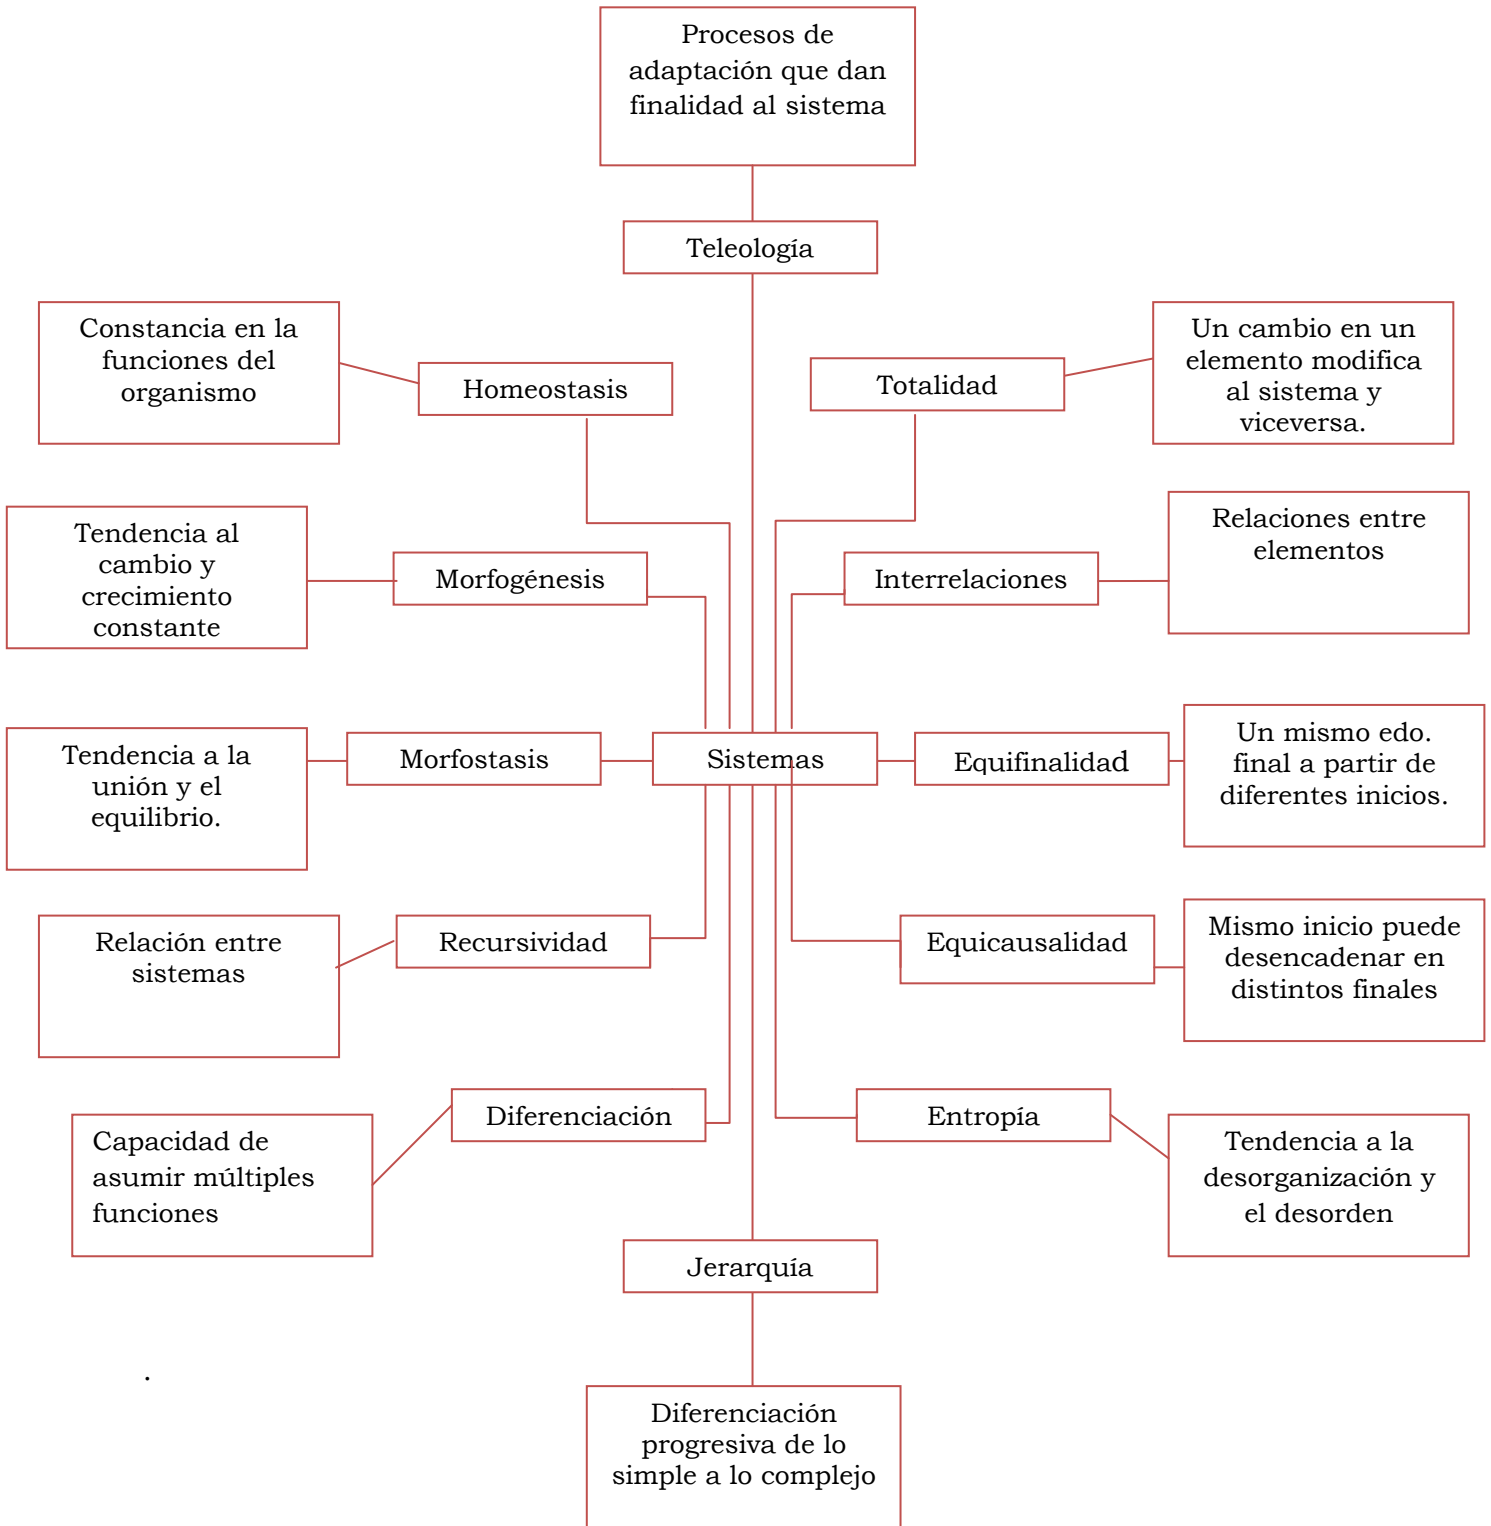 Procesos de
adaptación que dan
finalidad al sistema
Teleología
Constancia en la
funciones del
organismo
Homeostasis
Totalidad
Un cambio en un
elemento modifica
al sistema y
viceversa.
Tendencia al
cambio y
crecimiento
constante
Morfogénesis
Interrelaciones
Relaciones entre
elementos
Tendencia a la
unión y el
equilibrio.
Morfostasis
Sistemas
Equifinalidad
Un mismo edo.
final a partir de
diferentes inicios.
Relación entre
sistemas
Recursividad
Equicausalidad
Mismo inicio puede
desencadenar en
distintos finales
Capacidad de
asumir múltiples
funciones
Diferenciación
Entropía
Tendencia a la
desorganización y
el desorden
Jerarquía
.
Diferenciación
progresiva de lo
simple a lo complejo